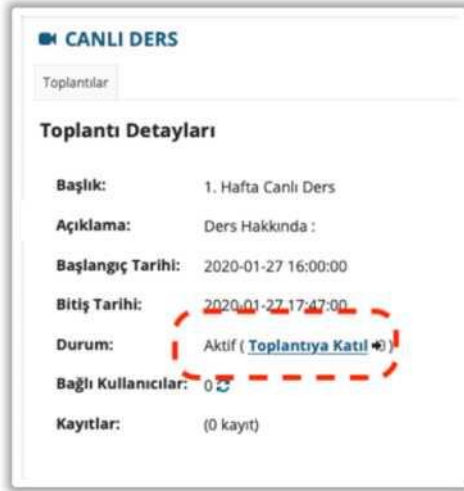 CANLI DERS
Toplantılar
Toplantı Detayları
Başlık: 1. Hafta Canlı Ders
Açıklama: Ders Hakkında :
Başlangıç Tarihi: 2020-01-27 16:00:00
Bitiş Tarihi: 2020-01-27 17:47:00
Durum: Aktif ( Toplantıya Katıl )
Bağlı Kullanıcılar: 0
Kayıtlar: (0 kayıt)